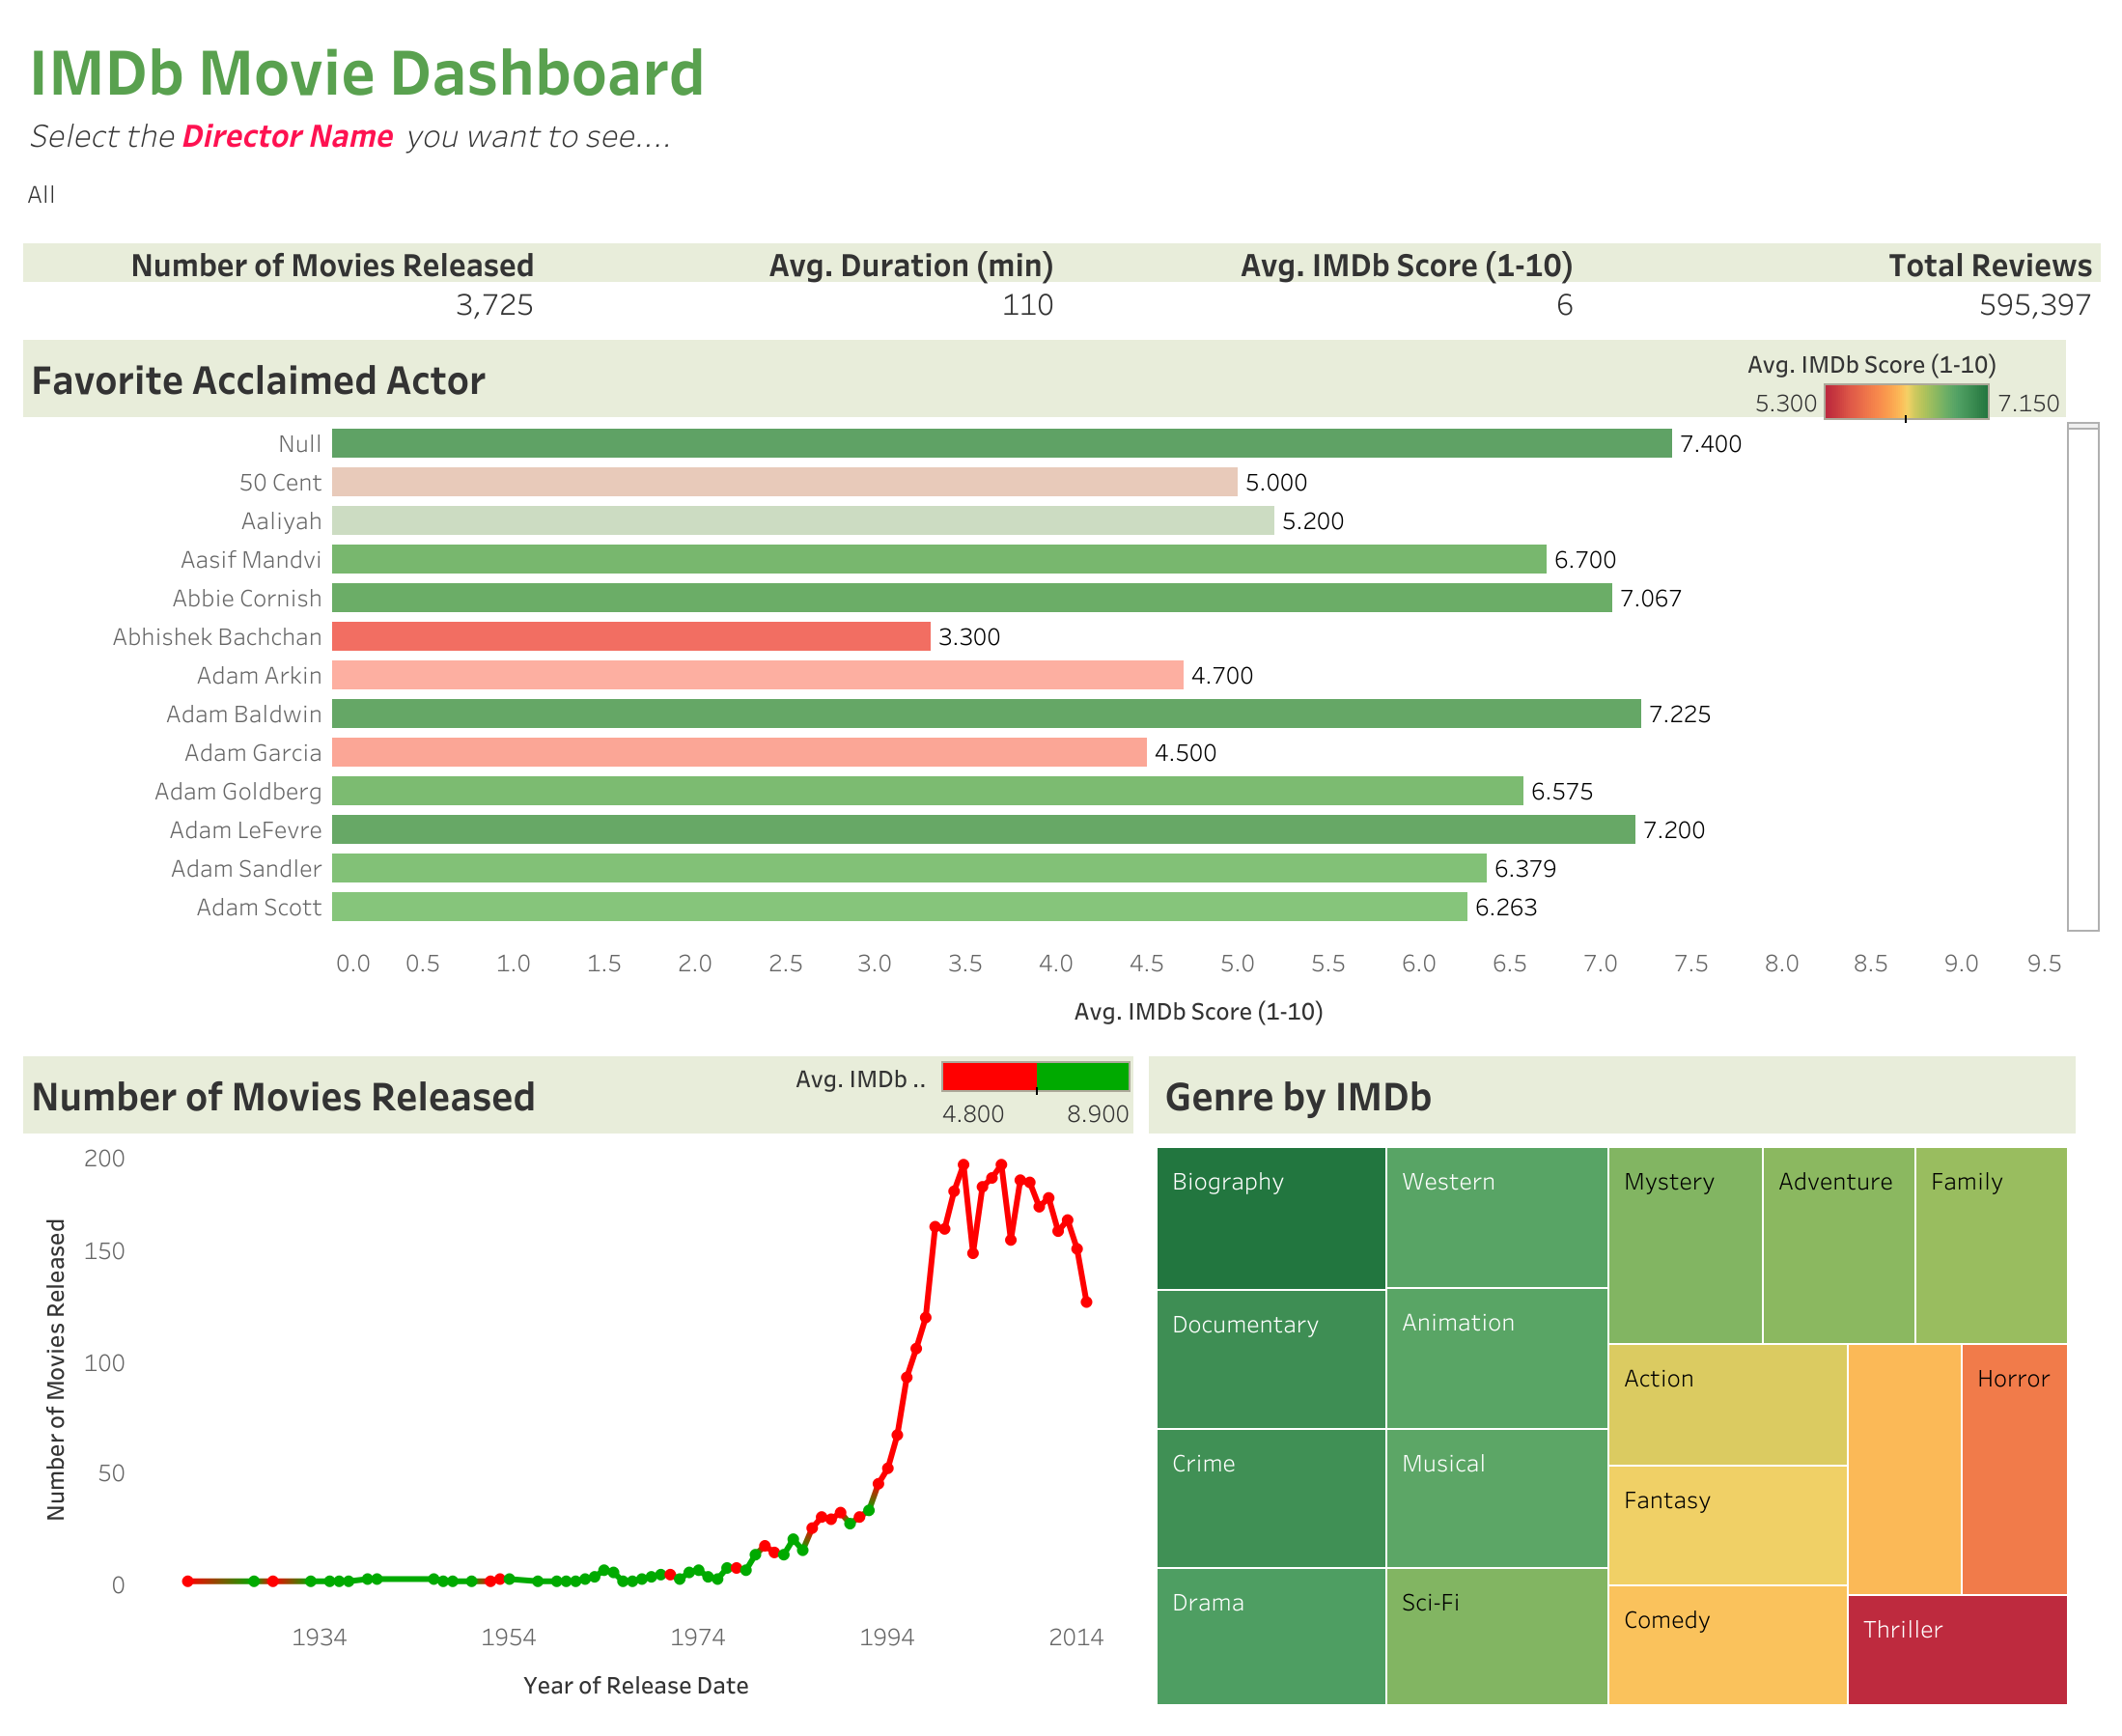 IMDb Movie Dashboard
Select the Director Name you want to see....
All
Number of Movies Released Avg. Duration (min) Avg. IMDb Score (1-10) Total Reviews
3,725 110 6 595,397
Favorite Acclaimed Actor
Avg. IMDb Score (1-10)
5.300 7.150
Null 7.400
50 Cent 5.000
Aaliyah 5.200
Aasif Mandvi 6.700
Abbie Cornish 7.067
Abhishek Bachchan 3.300
Adam Arkin 4.700
Adam Baldwin 7.225
Adam Garcia 4.500
Adam Goldberg 6.575
Adam LeFevre 7.200
Adam Sandler 6.379
Adam Scott 6.263
0.0 0.5 1.0 1.5 2.0 2.5 3.0 3.5 4.0 4.5 5.0 5.5 6.0 6.5 7.0 7.5 8.0 8.5 9.0 9.5
Avg. IMDb Score (1-10)
Number of Movies Released
Avg. IMDb ..
4.800 8.900
200
150
100
50
0
Number of Movies Released
1934 1954 1974 1994 2014
Year of Release Date
Genre by IMDb
Biography
Western
Mystery
Adventure
Family
Documentary
Animation
Action
Horror
Crime
Musical
Fantasy
Drama
Sci-Fi
Comedy
Thriller